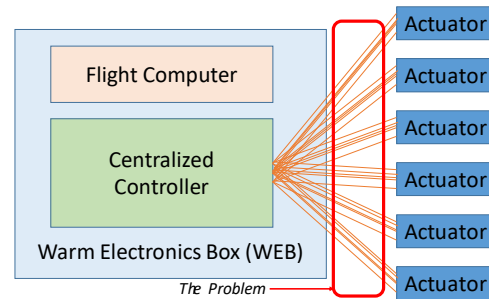 Flight Computer
Centralized
Controller
Warm Electronics Box (WEB)
The Problem
Actuator
Actuator
Actuator
Actuator
Actuator
Actuator